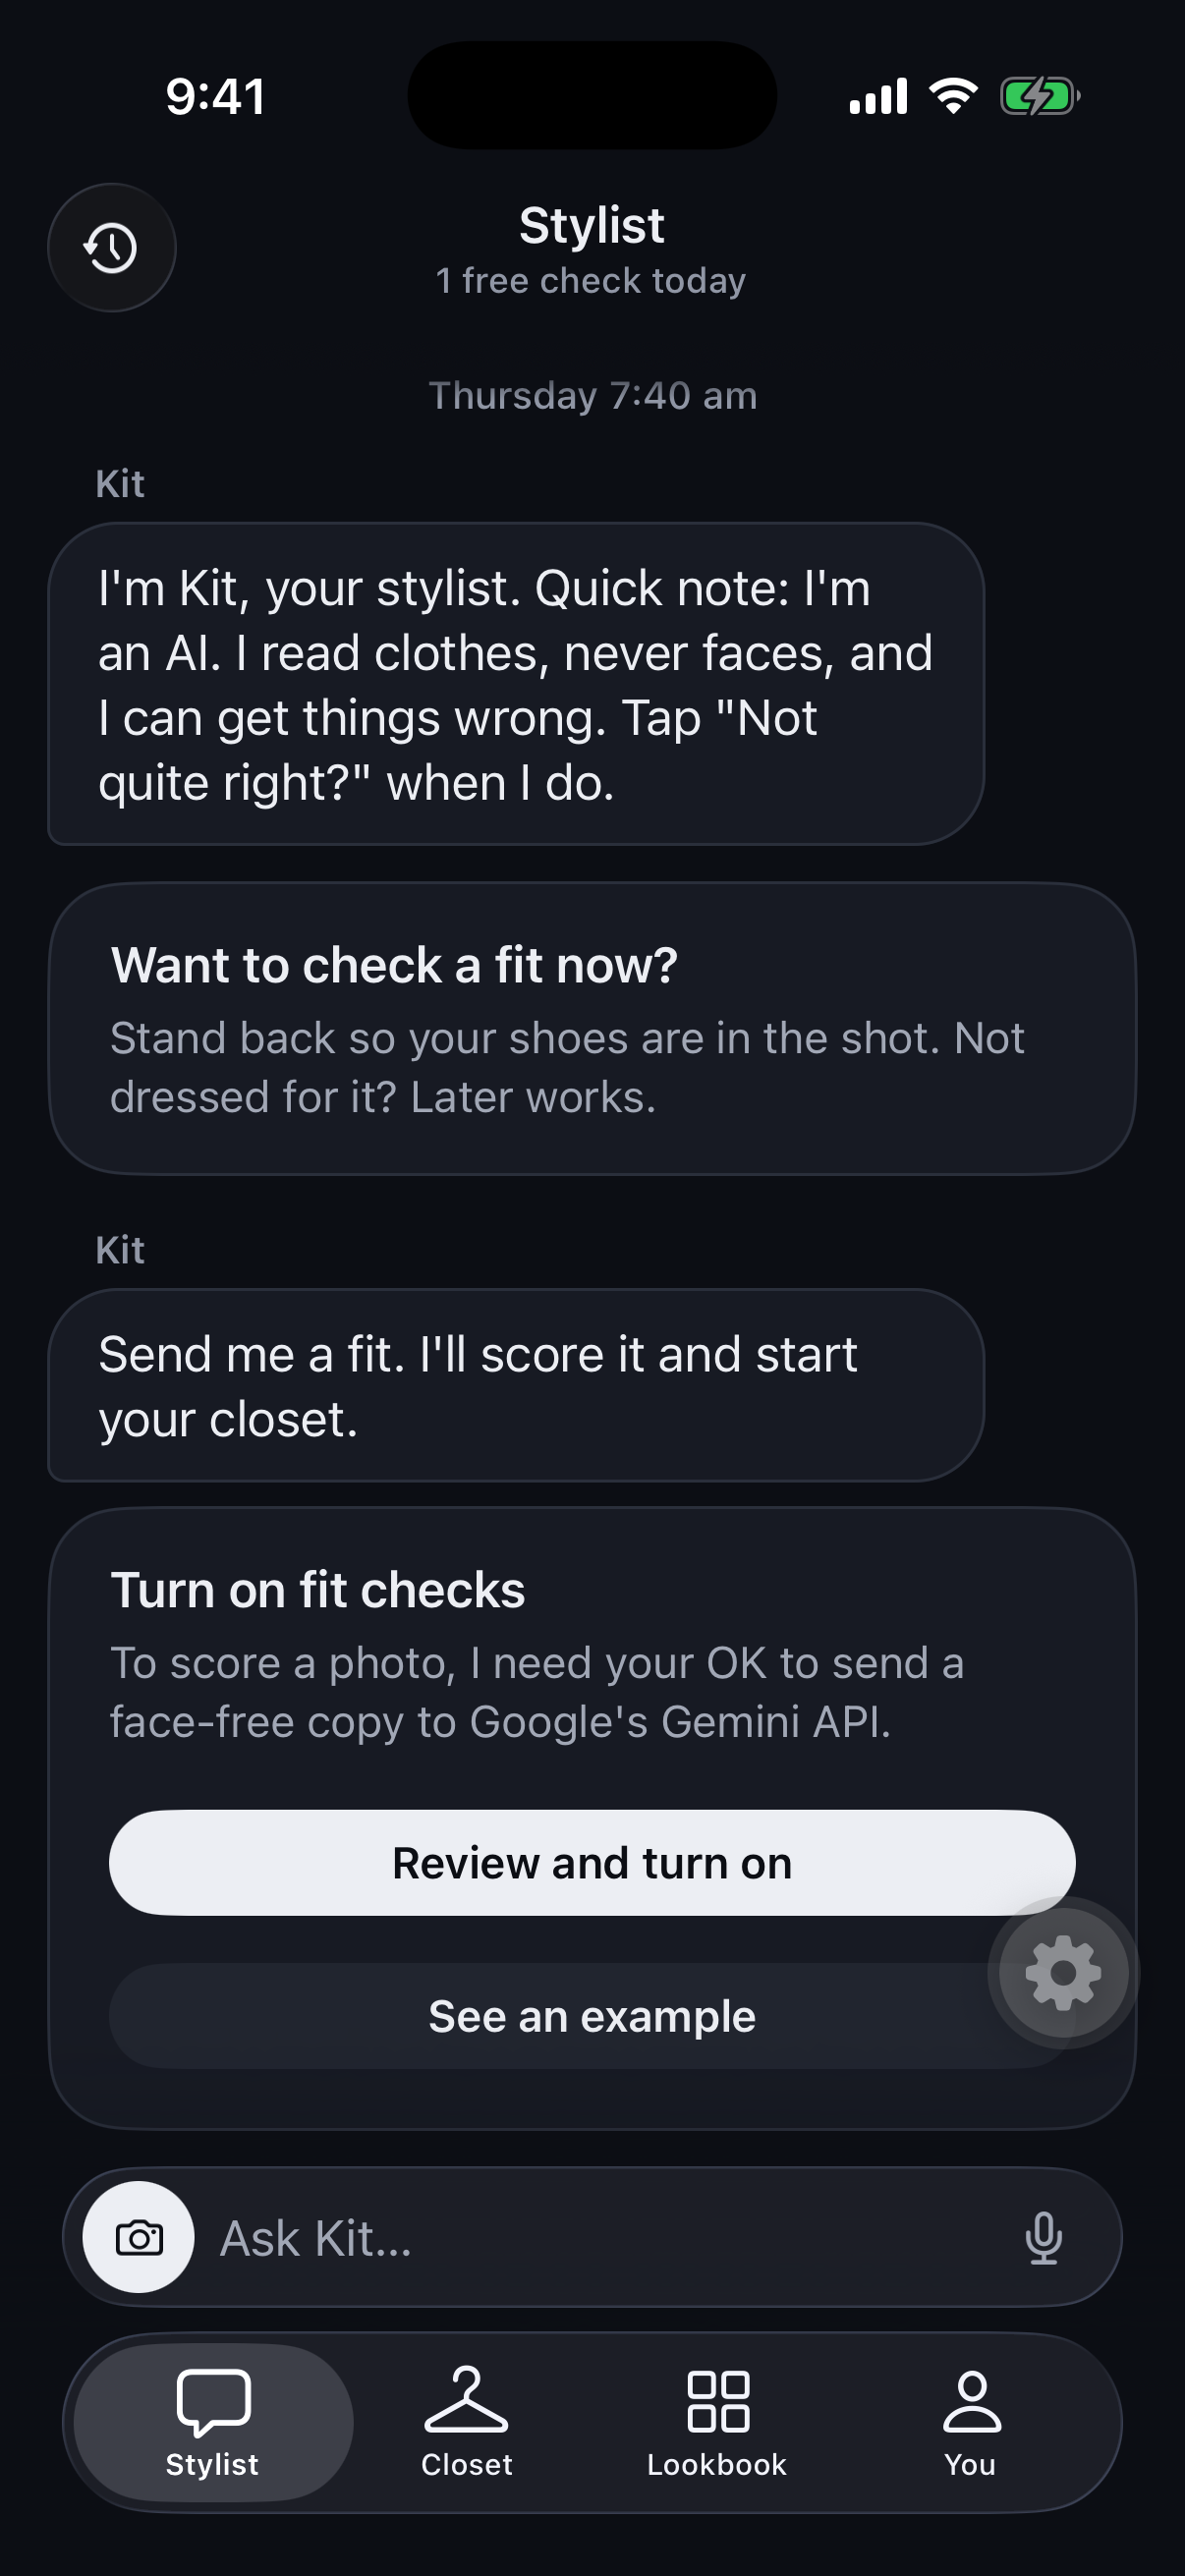 9:41
Stylist
1 free check today
Thursday 7:40 am
Kit
I'm Kit, your stylist. Quick note: I'm
an AI. I read clothes, never faces, and
I can get things wrong. Tap "Not
quite right?" when I do.
Want to check a fit now?
Stand back so your shoes are in the shot. Not
dressed for it? Later works.
Kit
Send me a fit. I'll score it and start
your closet.
Turn on fit checks
To score a photo, I need your OK to send a
face-free copy to Google's Gemini API.
Review and turn on
See an example
Ask Kit...
Stylist
Closet
Lookbook
You